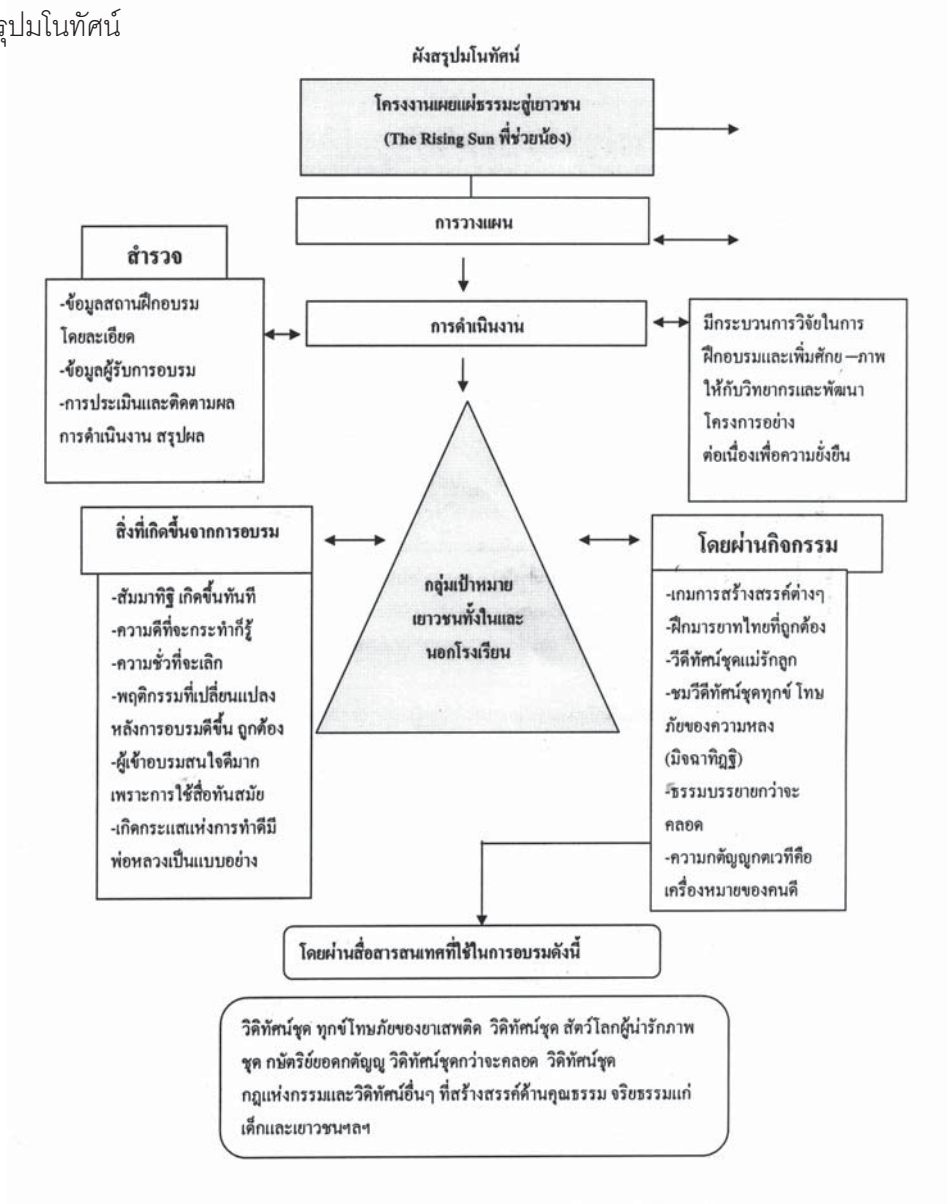 รุปมโนทัศน์
ผังสรุปมโนทัศน์
โครงงานเผยแผ่ธรรมะสู่เยาวชน
(The Rising Sun พี่ช่วยน้อง)
การวางแผน
สำรวจ
-ข้อมูลสถานฝึกอบรม
โดยละเอียด
-ข้อมูลผู้รับการอบรม
-การประเมินและติดตามผล
การดำเนินงาน สรุปผล
การดำเนินงาน
มีกระบวนการวิจัยในการ
ฝึกอบรมและเพิ่มศักย –ภาพ
ให้กับวิทยากรและพัฒนา
โครงการอย่าง
ต่อเนื่องเพื่อความยั่งยืน
สิ่งที่เกิดขึ้นจากการอบรม
-สัมมาทิฐิ เกิดขึ้นทันที
-ความดีที่จะกระทำก็รู้
-ความชั่วที่จะเลิก
-พฤติกรรมที่เปลี่ยนแปลง
หลังการอบรมดีขึ้น ถูกต้อง
-ผู้เข้าอบรมสนใจดีมาก
เพราะการใช้สื่อทันสมัย
-เกิดกระแสแห่งการทำดีมี
พ่อหลวงเป็นแบบอย่าง
กลุ่มเป้าหมาย
เยาวชนทั้งในและ
นอกโรงเรียน
โดยผ่านกิจกรรม
-เกมการสร้างสรรค์ต่างๆ
-ฝึกมารยาทไทยที่ถูกต้อง
-วีดีทัศน์ชุดแม่รักลูก
-ชมวีดีทัศน์ชุดทุกข์ โทษ
ภัยของความหลง
(มิจฉาทิฎฐิ)
-ธรรมบรรยายกว่าจะ
คลอด
-ความกตัญญูกตเวทีคือ
เครื่องหมายของคนดี
โดยผ่านสื่อสารสนเทศที่ใช้ในการอบรมดังนี้
วิดิทัศน์ชุด ทุกข์โทษภัยของยาเสพติด วิดิทัศน์ชุด สัตว์โลกผู้น่ารักภาพ
ชุด กษัตริย์ยอดกตัญญู วิดิทัศน์ชุดกว่าจะคลอด วิดิทัศน์ชุด
กฎแห่งกรรมและวิดิทัศน์อื่นๆ ที่สร้างสรรค์ด้านคุณธรรม จริยธรรมแก่
เด็กและเยาวชนฯลฯ